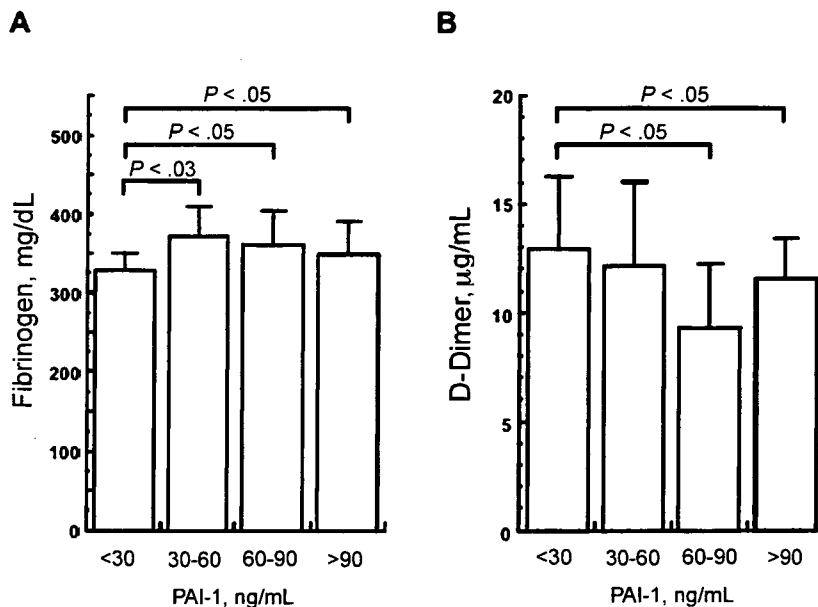 A
P < .05
P < .05
P < .03
500
400
300
200
100
0
Fibrinogen, mg/dL
<30 30-60 60-90 >90
PAI-1, ng/mL
B
P < .05
P < .05
20
15
10
5
0
D-Dimer, µg/mL
<30 30-60 60-90 >90
PAI-1, ng/mL